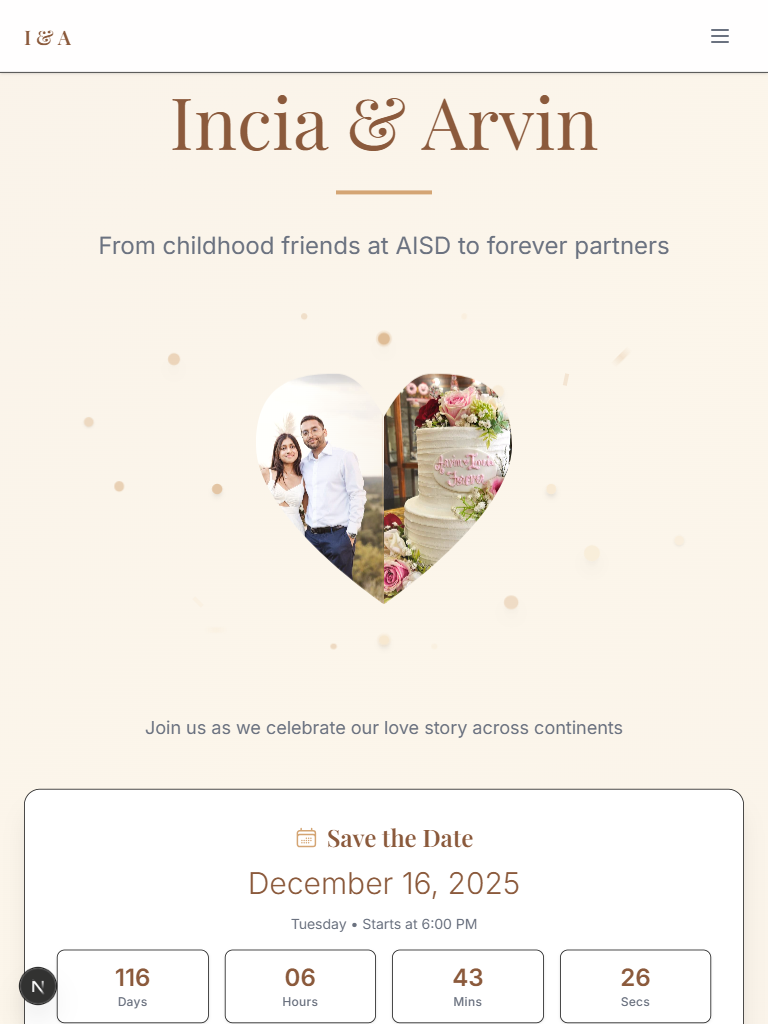 I & A
Incia & Arvin
From childhood friends at AISD to forever partners
Join us as we celebrate our love story across continents
Save the Date
December 16, 2025
Tuesday • Starts at 6:00 PM
116 06 43 26
Days Hours Mins Secs
N